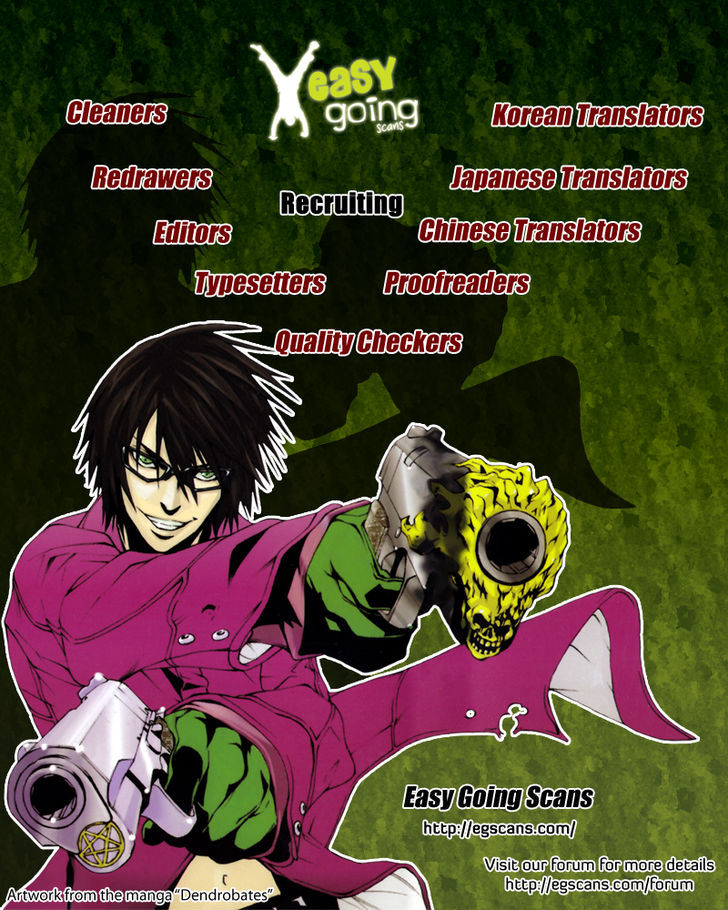 easy
going
scans
Cleaners
Korean Translators
Redrawers
Japanese Translators
Recruiting
Editors
Chinese Translators
Typesetters
Proofreaders
Quality Checkers
Easy Going Scans
http://egscans.com/
Visit our forum for more details
http://egscans.com/forum
Artwork from the manga "Dendrobates"